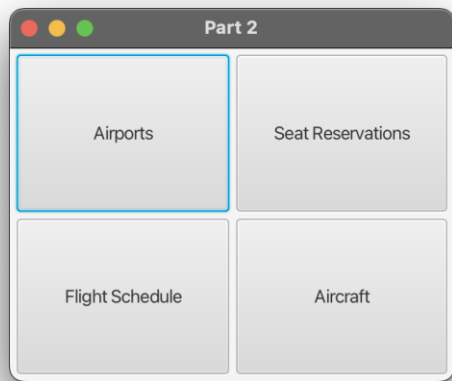 Part 2
Airports
Seat Reservations
Flight Schedule
Aircraft